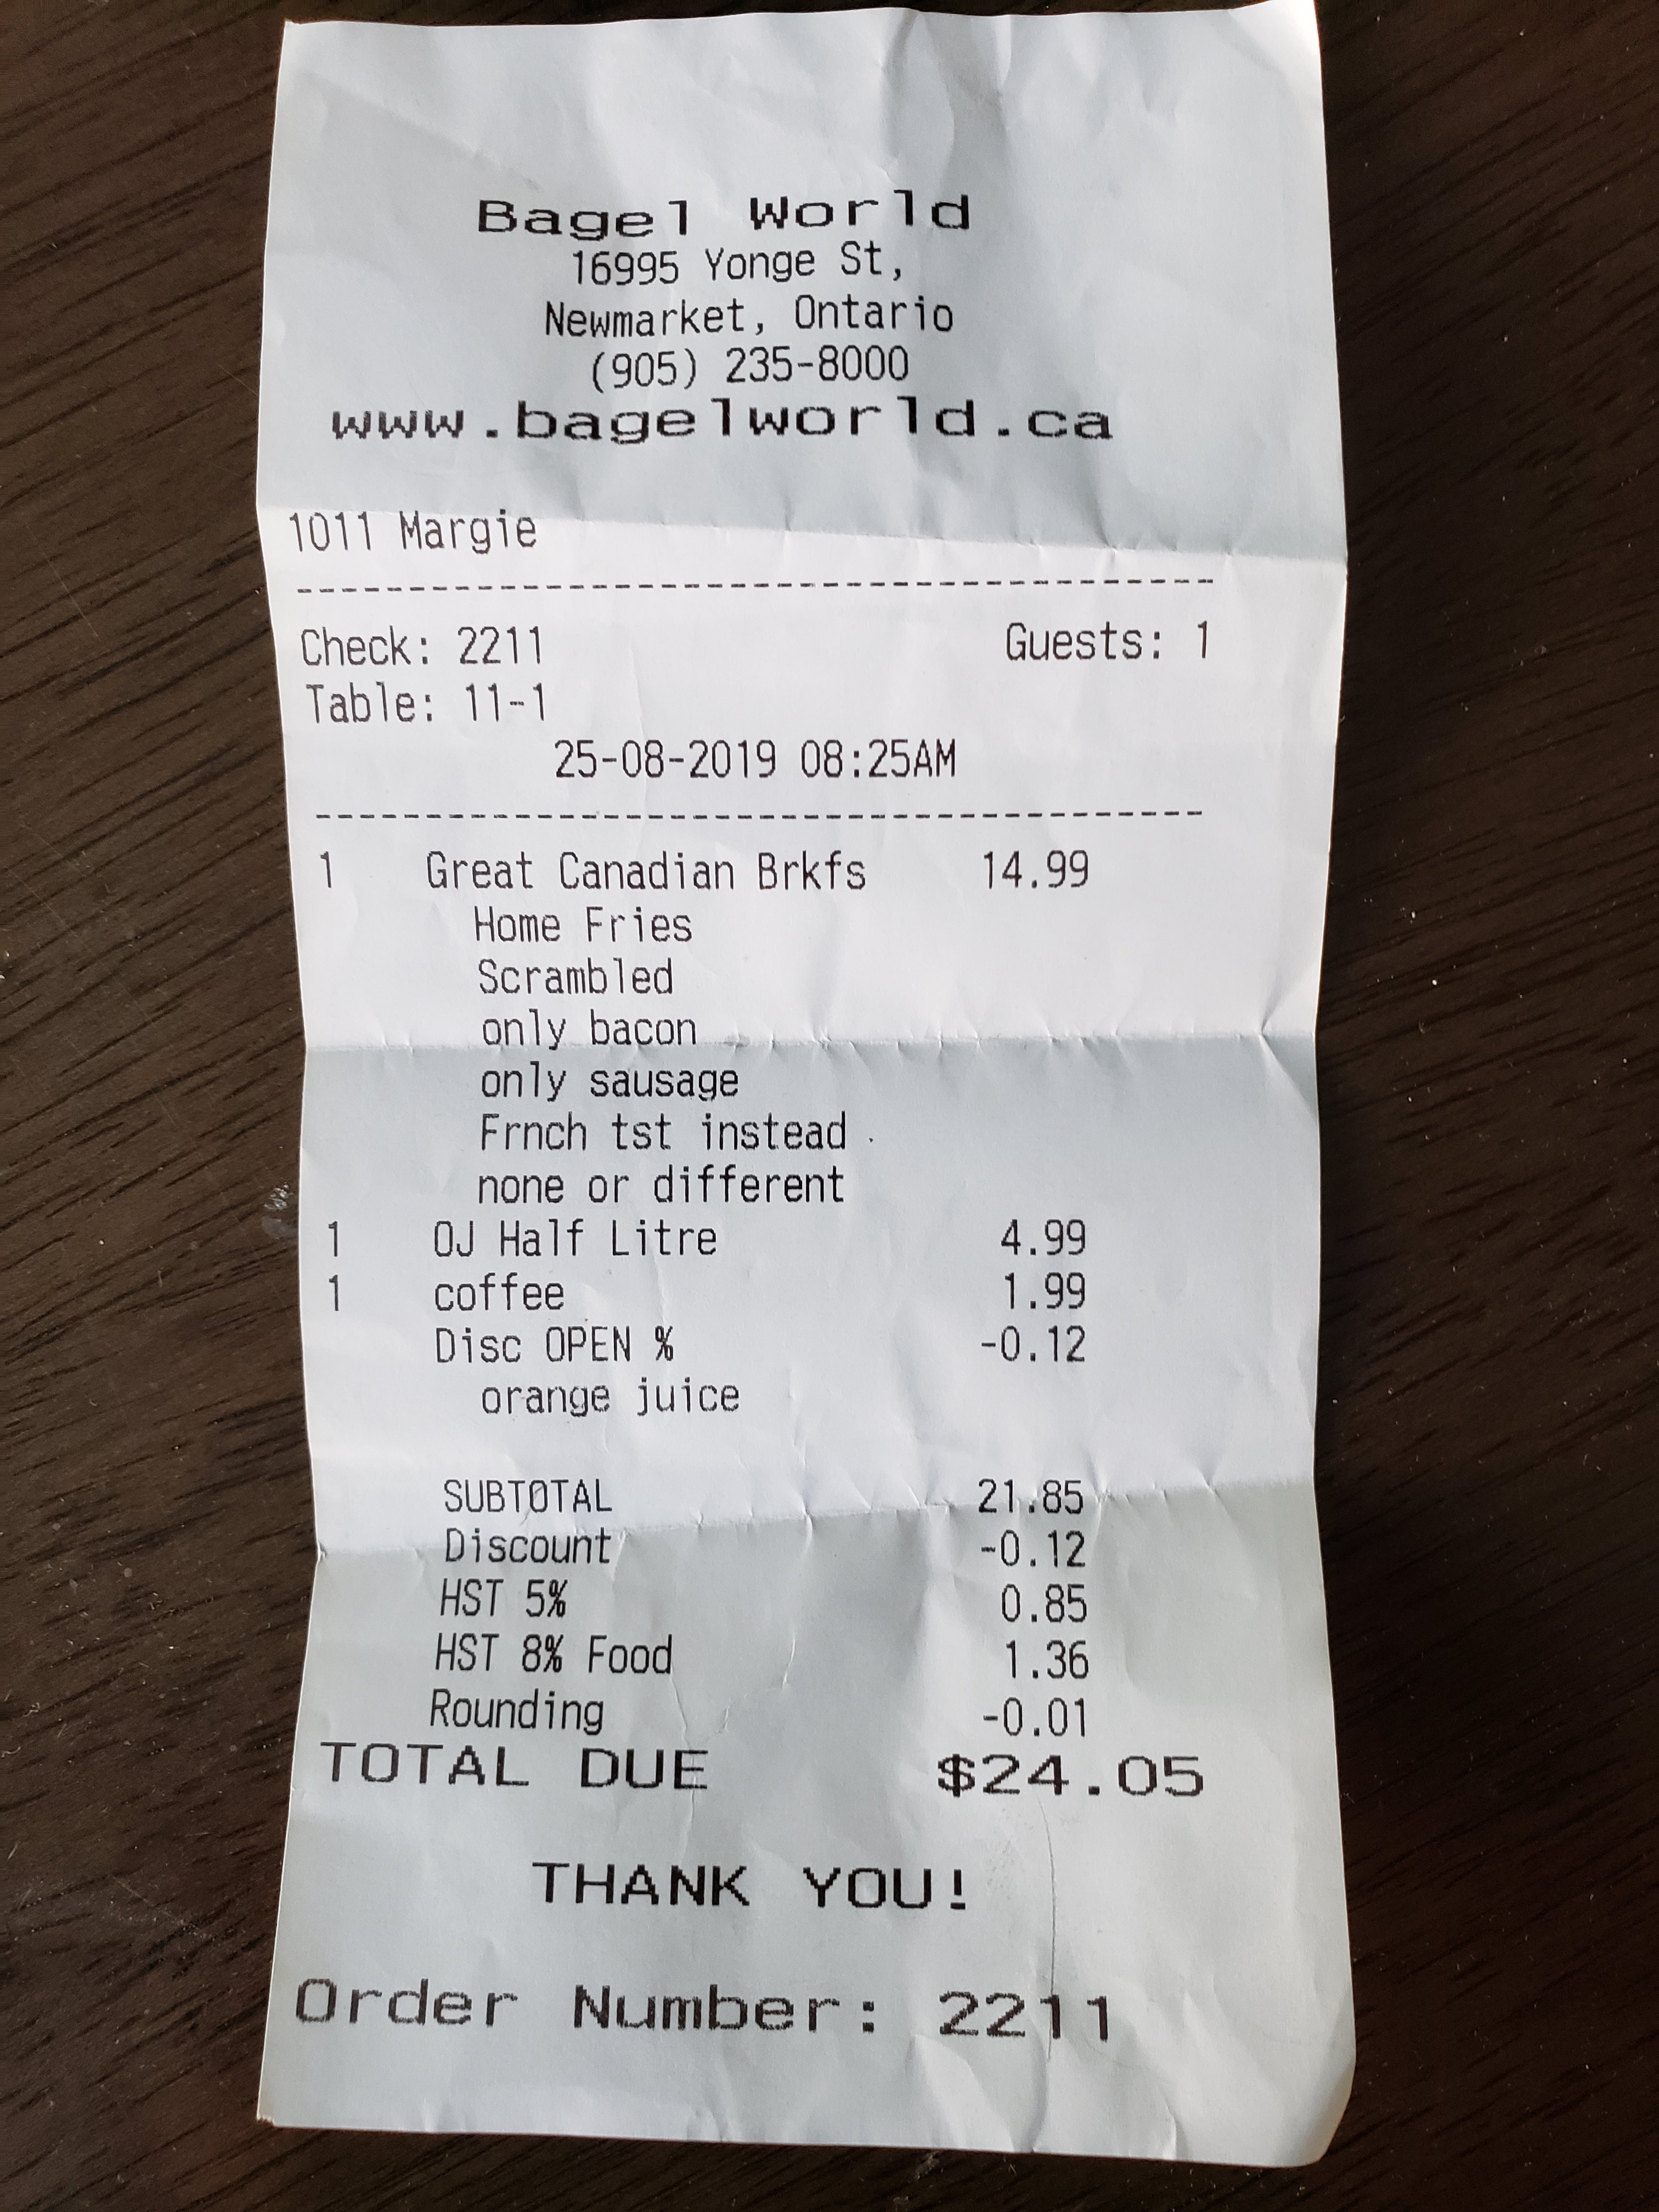 Bagel World
16995 Yonge St,
Newmarket, Ontario
(905) 235-8000
www.bagelworld.ca
1011 Margie
Check: 2211 Guests: 1
Table: 11-1
25-08-2019 08:25AM
1 Great Canadian Brkfs 14.99
Home Fries
Scrambled
only bacon
only sausage
Frnch tst instead
none or different
1 OJ Half Litre 4.99
1 coffee 1.99
Disc OPEN % -0.12
orange juice
SUBTOTAL 21.85
Discount -0.12
HST 5% 0.85
HST 8% Food 1.36
Rounding -0.01
TOTAL DUE $24.05
THANK YOU!
Order Number: 2211